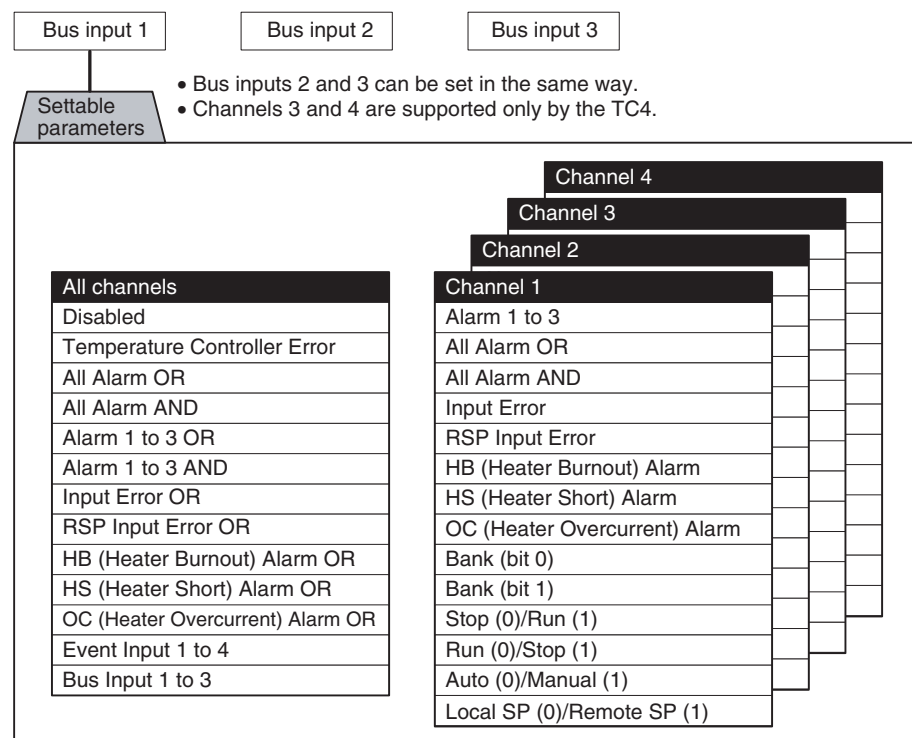 Bus input 1
Bus input 2
Bus input 3
• Bus inputs 2 and 3 can be set in the same way.
• Channels 3 and 4 are supported only by the TC4.
Settable
parameters
Channel 4
Channel 3
Channel 2
All channels
Disabled
Temperature Controller Error
All Alarm OR
All Alarm AND
Alarm 1 to 3 OR
Alarm 1 to 3 AND
Input Error OR
RSP Input Error OR
HB (Heater Burnout) Alarm OR
HS (Heater Short) Alarm OR
OC (Heater Overcurrent) Alarm OR
Event Input 1 to 4
Bus Input 1 to 3
Channel 1
Alarm 1 to 3
All Alarm OR
All Alarm AND
Input Error
RSP Input Error
HB (Heater Burnout) Alarm
HS (Heater Short) Alarm
OC (Heater Overcurrent) Alarm
Bank (bit 0)
Bank (bit 1)
Stop (0)/Run (1)
Run (0)/Stop (1)
Auto (0)/Manual (1)
Local SP (0)/Remote SP (1)